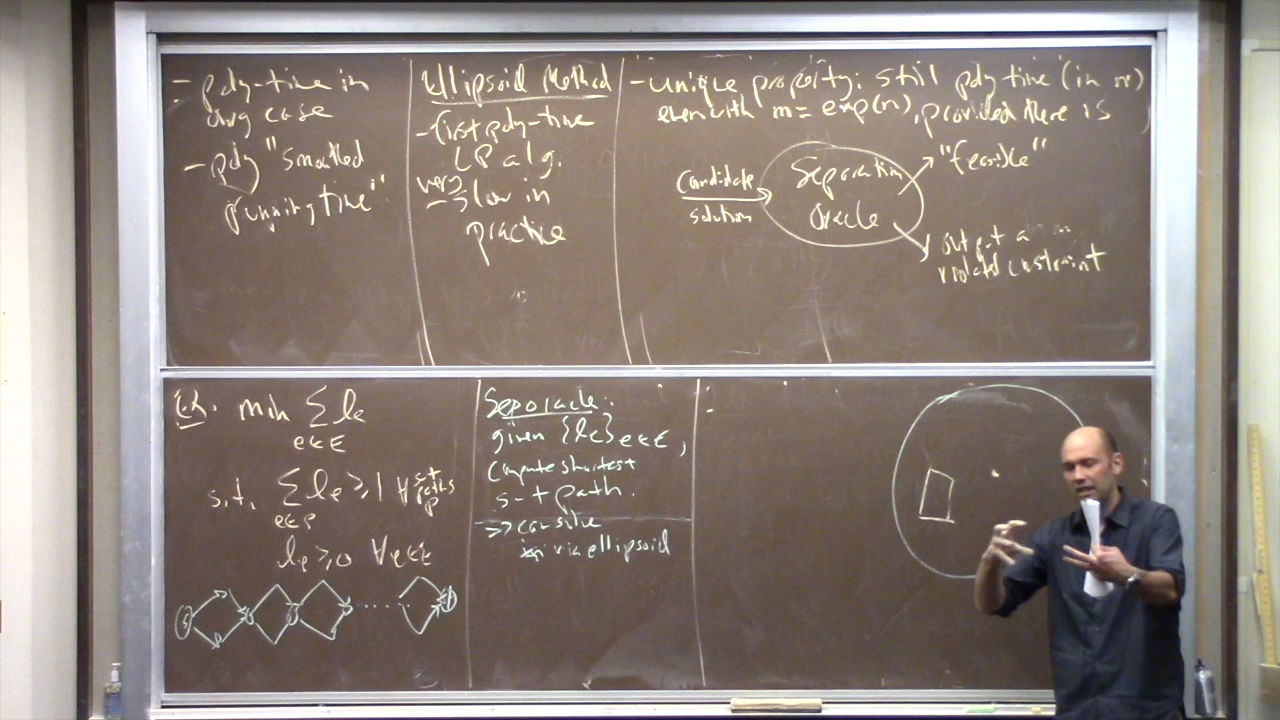 - poly-time in
avg case
- poly "smoothed
running time"
Ellipsoid Method
- first poly-time
LP alg.
very
slow in
practice
- unique property: still poly time (in n)
even with m = exp(n), provided there is
candidate
solution
Separation
Oracle
"feasible"
output a
violated constraint
Ex. min ∑ le
e∈E
s.t. ∑ le ≥ 1 ∀ s-t paths P
e∈P
le ≥ 0 ∀e∈E
s
t
Sep oracle:
given {le}e∈E,
compute shortest
s-t path.
=> can solve
via ellipsoid